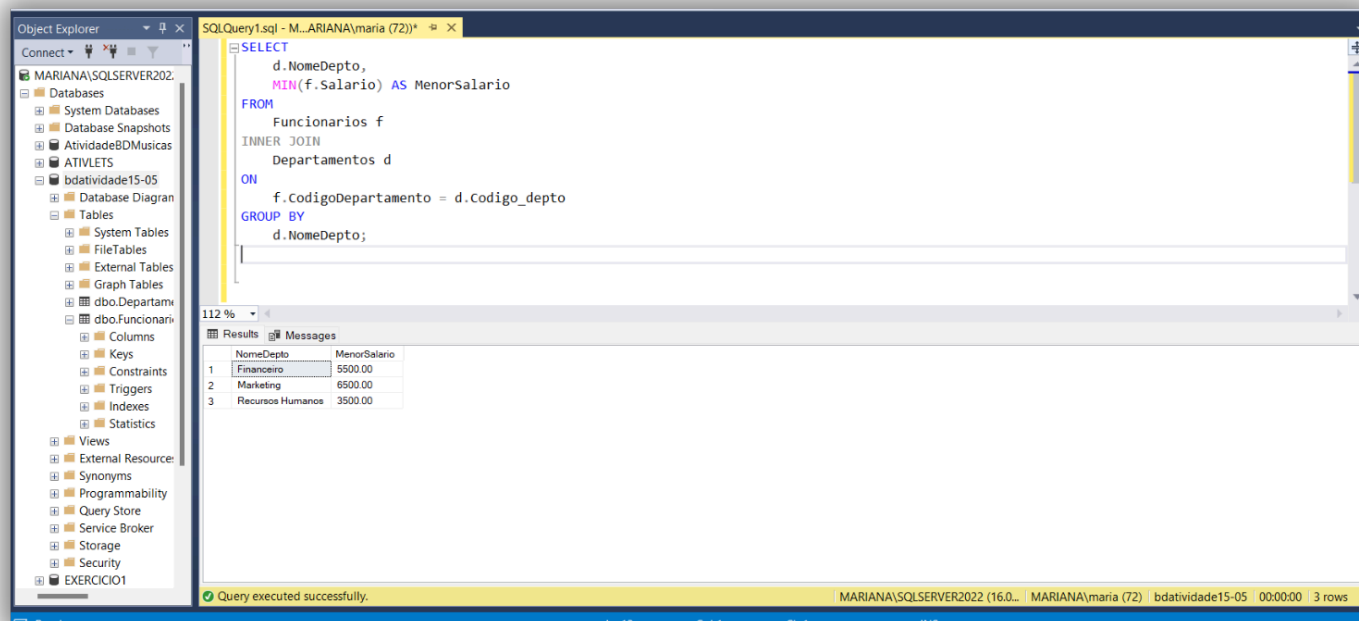 Object Explorer
Connect
MARIANA\SQLSERVER202
Databases
System Databases
Database Snapshots
AtividadeBDMusicas
ATIVLETS
bdatividade15-05
Database Diagran
Tables
System Tables
FileTables
External Tables
Graph Tables
dbo.Departame
dbo.Funcionari
Columns
Keys
Constraints
Triggers
Indexes
Statistics
Views
External Resource
Synonyms
Programmability
Query Store
Service Broker
Storage
Security
EXERCICIO1
SQLQuery1.sql - M...ARIANA\maria (72))*
SELECT
d.NomeDepto,
MIN(f.Salario) AS MenorSalario
FROM
Funcionarios f
INNER JOIN
Departamentos d
ON
f.CodigoDepartamento = d.Codigo_depto
GROUP BY
d.NomeDepto;
112 %
Results Messages
NomeDepto MenorSalario
1 Financeiro 5500.00
2 Marketing 6500.00
3 Recursos Humanos 3500.00
Query executed successfully. MARIANA\SQLSERVER2022 (16.0... MARIANA\maria (72) bdatividade15-05 00:00:00 3 rows